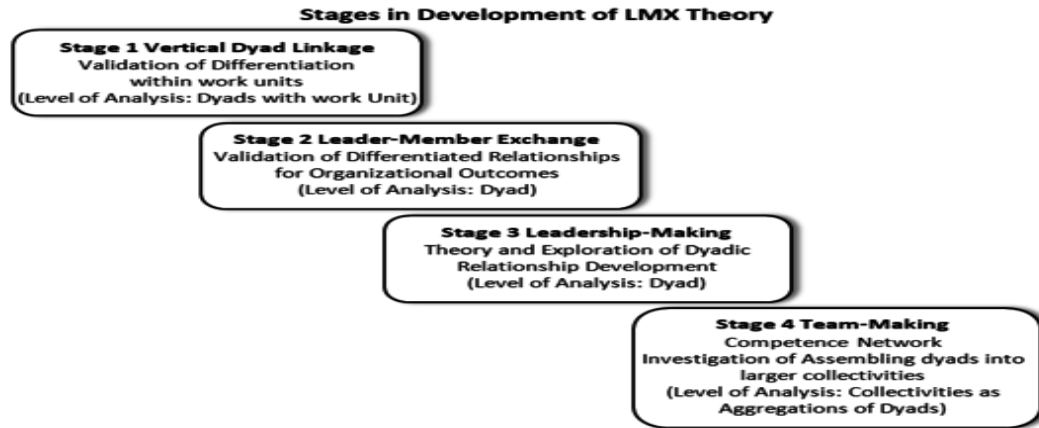 Stages in Development of LMX Theory
Stage 1 Vertical Dyad Linkage
Validation of Differentiation
within work units
(Level of Analysis: Dyads with work Unit)
Stage 2 Leader-Member Exchange
Validation of Differentiated Relationships
for Organizational Outcomes
(Level of Analysis: Dyad)
Stage 3 Leadership-Making
Theory and Exploration of Dyadic
Relationship Development
(Level of Analysis: Dyad)
Stage 4 Team-Making
Competence Network
Investigation of Assembling dyads into
larger collectivities
(Level of Analysis: Collectivities as
Aggregations of Dyads)